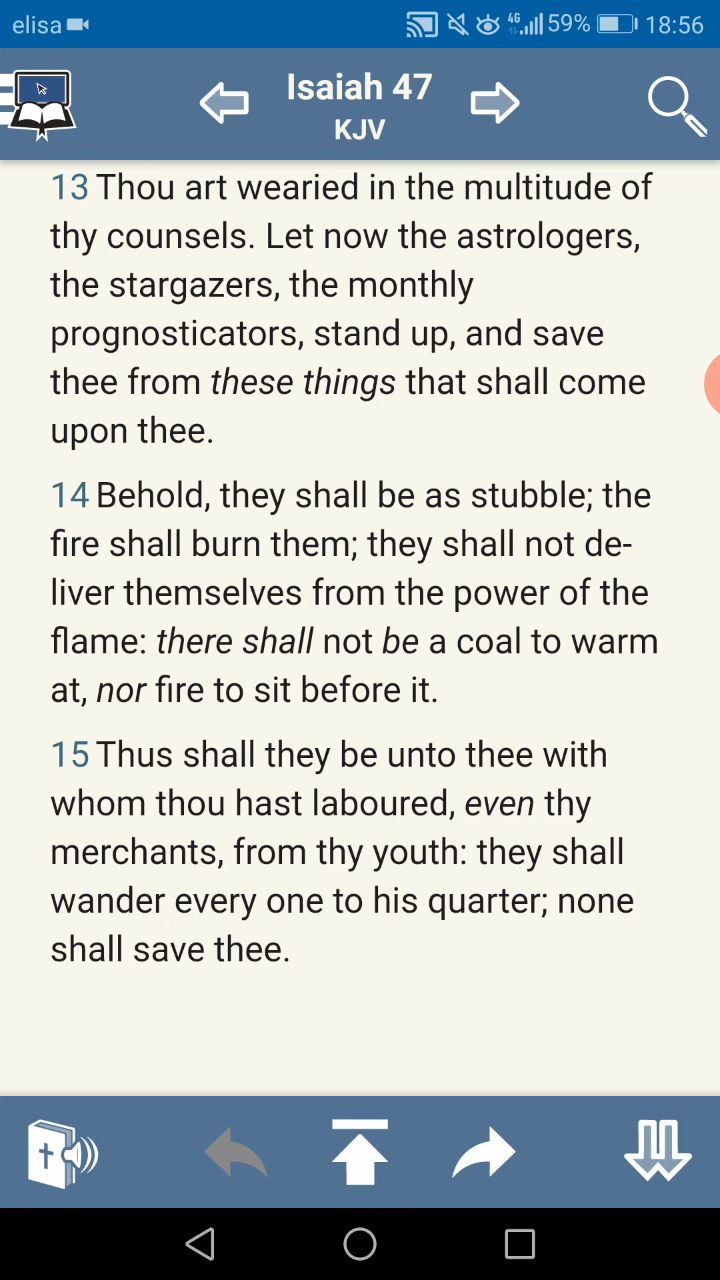 elisa 4G 59% 18:56
Isaiah 47
KJV
13 Thou art wearied in the multitude of
thy counsels. Let now the astrologers,
the stargazers, the monthly
prognosticators, stand up, and save
thee from these things that shall come
upon thee.
14 Behold, they shall be as stubble; the
fire shall burn them; they shall not de-
liver themselves from the power of the
flame: there shall not be a coal to warm
at, nor fire to sit before it.
15 Thus shall they be unto thee with
whom thou hast laboured, even thy
merchants, from thy youth: they shall
wander every one to his quarter; none
shall save thee.